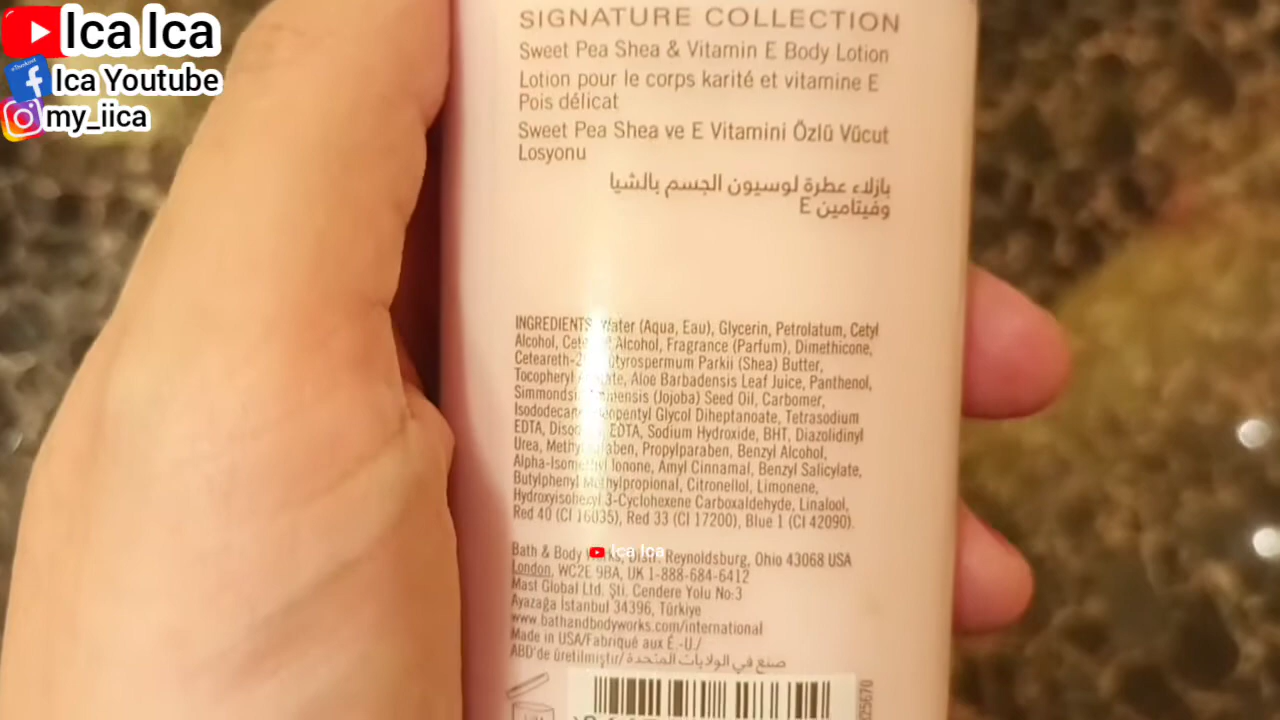 Ica Ica
Ica Youtube
my_iica
SIGNATURE COLLECTION
Sweet Pea Shea & Vitamin E Body Lotion
Lotion pour le corps karité et vitamine E
Pois délicat
Sweet Pea Shea ve E Vitamini Özlü Vücut
Losyonu
بازلاء عطرة لوسيون الجسم بالشيا
وفيتامين E
INGREDIENTS Water (Aqua, Eau), Glycerin, Petrolatum, Cetyl
Alcohol, Alcohol, Fragrance (Parfum), Dimethicone,
Parkii (Shea) Butter,
Tocopheryl Aloe Barbadensis Leaf Juice, Panthenol,
(Jojoba) Seed Oil, Carbomer,
Glycol Diheptanoate, Tetrasodium
EDTA, EDTA, Sodium Hydroxide, BHT, Diazolidinyl
Urea, Propylparaben, Benzyl Alcohol,
Ionone, Amyl Cinnamal, Benzyl Salicylate,
Butylphenyl Methylpropional, Citronellol, Limonene,
3-Cyclohexene Carboxaldehyde, Linalool,
Red 40 (CI 16035), Red 33 (CI 17200), Blue 1 (CI 42090).
Ica Ica
Bath & Body Reynoldsburg, Ohio 43068 USA
London, WC2E 9BA, UK 1-888-684-6412
Mast Global Ltd. Şti. Cendere Yolu No:3
Ayazağa İstanbul 34396, Türkiye
www.bathandbodyworks.com/international
Made in USA/Fabriqué aux É.-U./
ABD'de üretilmiştir/صنع في الولايات المتحدة